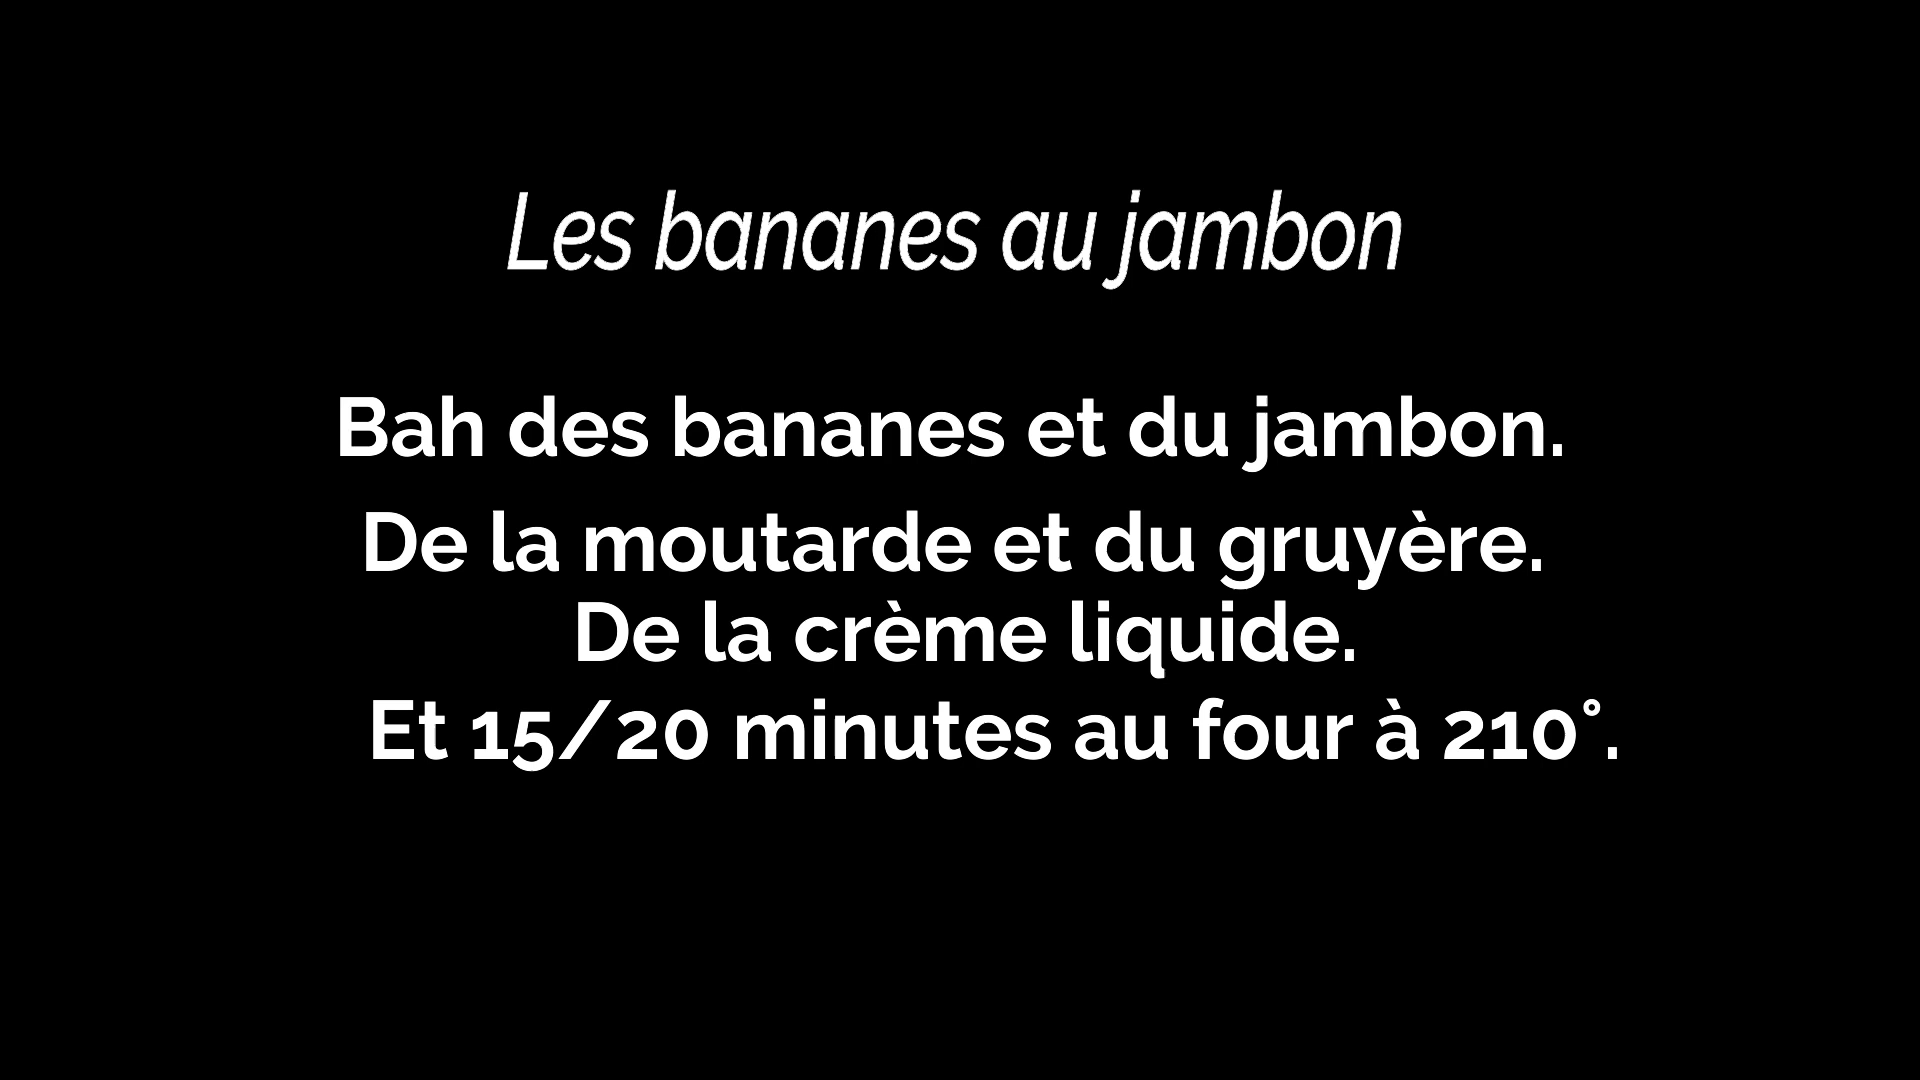 Les bananes au jambon
Bah des bananes et du jambon.
De la moutarde et du gruyère.
De la crème liquide.
Et 15/20 minutes au four à 210°.